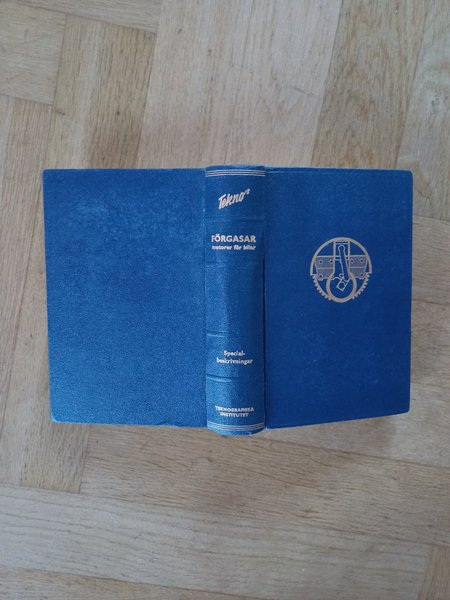 Tekno's
FÖRGASAR
motorer för bilar
Special-
beskrivningar
TEKNOGRAFISKA
INSTITUTET